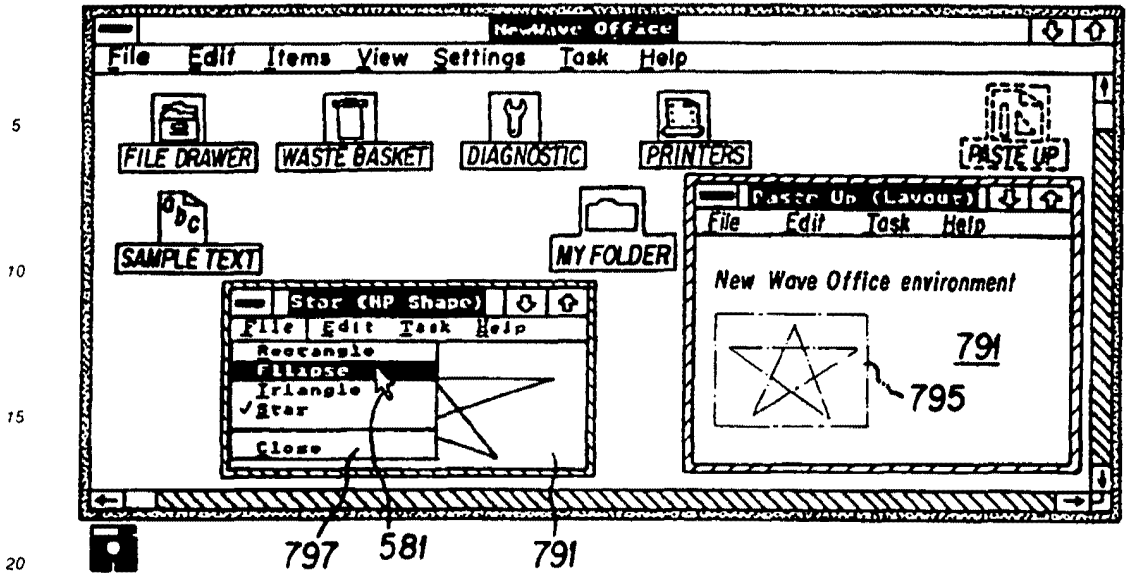 NewWave Office
File Edit Items View Settings Task Help
5
FILE DRAWER WASTE BASKET DIAGNOSTIC PRINTERS PASTE UP
Paste Up (Layout)
File Edit Task Help
abc
SAMPLE TEXT MY FOLDER
10
New Wave Office environment
Star (HP Shape)
File Edit Task Help
Rectangle
Ellipse
Triangle
✓ Star
Close
791
795
15
797 581 791
20